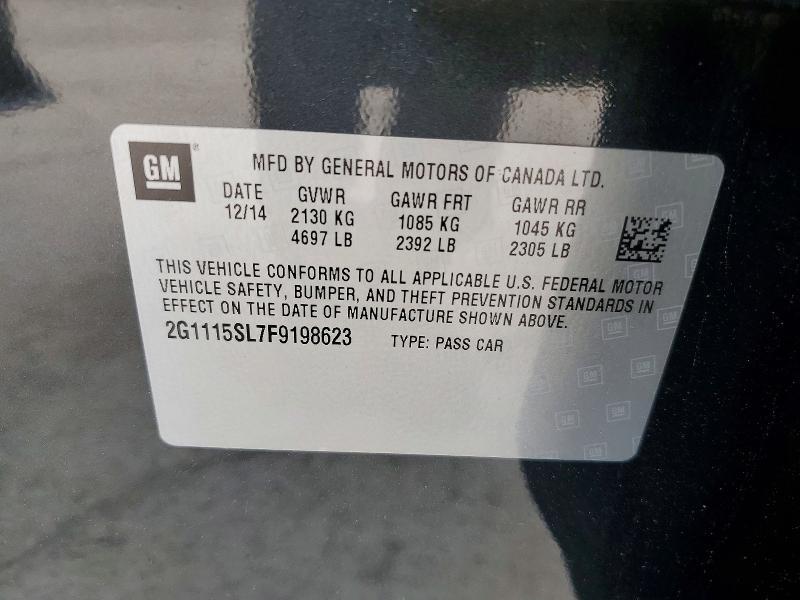 GM
MFD BY GENERAL MOTORS OF CANADA LTD.
DATE GVWR GAWR FRT GAWR RR
12/14 2130 KG 1085 KG 1045 KG
4697 LB 2392 LB 2305 LB
THIS VEHICLE CONFORMS TO ALL APPLICABLE U.S. FEDERAL MOTOR
VEHICLE SAFETY, BUMPER, AND THEFT PREVENTION STANDARDS IN
EFFECT ON THE DATE OF MANUFACTURE SHOWN ABOVE.
2G1115SL7F9198623 TYPE: PASS CAR